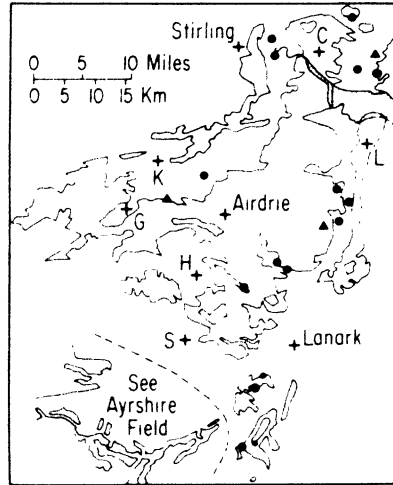 Stirling
C
0 5 10 Miles
0 5 10 15 Km
L
K
G
Airdrie
H
S
Lanark
See
Ayrshire
Field